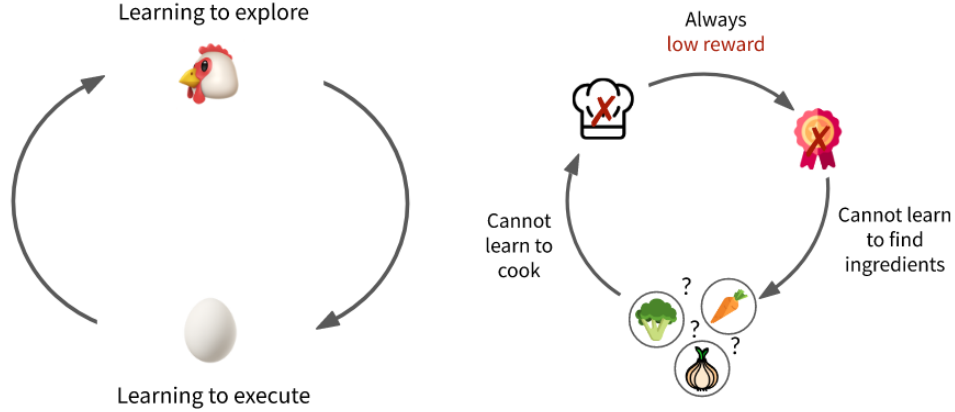 Learning to explore
Learning to execute
Always
low reward
Cannot learn
to find
ingredients
Cannot
learn to
cook
?
?
?